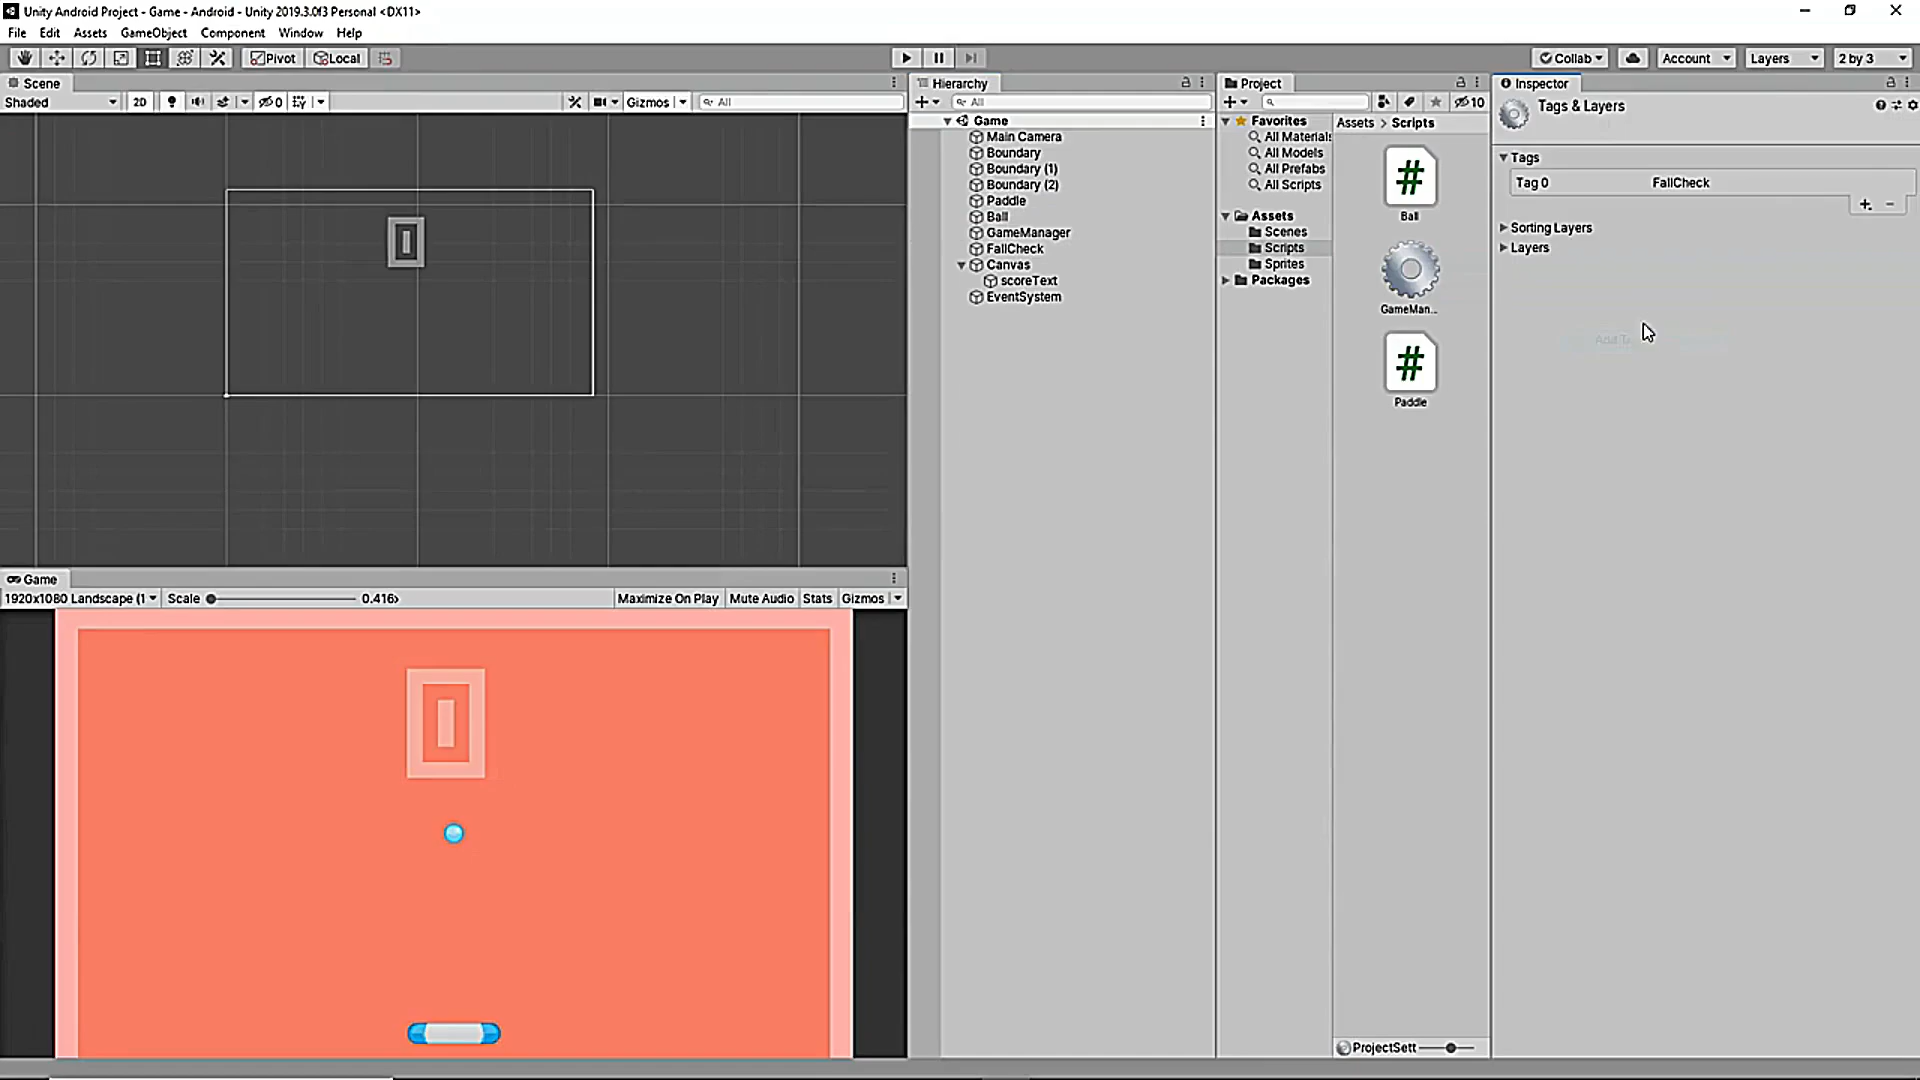 Unity Android Project - Game - Android - Unity 2019.3.0f3 Personal <DX11>
File Edit Assets GameObject Component Window Help
Pivot Local Collab Account Layers 2 by 3
Scene
Shaded 2D 0 Gizmos All
Game
1920x1080 Landscape (1 Scale 0.416x Maximize On Play Mute Audio Stats Gizmos
0
Hierarchy
All
Game
Main Camera
Boundary
Boundary (1)
Boundary (2)
Paddle
Ball
GameManager
FallCheck
Canvas
scoreText
EventSystem
Project
10
Favorites
All Materials
All Models
All Prefabs
All Scripts
Assets
Scenes
Scripts
Sprites
Packages
Assets > Scripts
#
Ball
GameMan...
#
Paddle
ProjectSett
Inspector
Tags & Layers
Tags
Tag 0 FallCheck
Sorting Layers
Layers